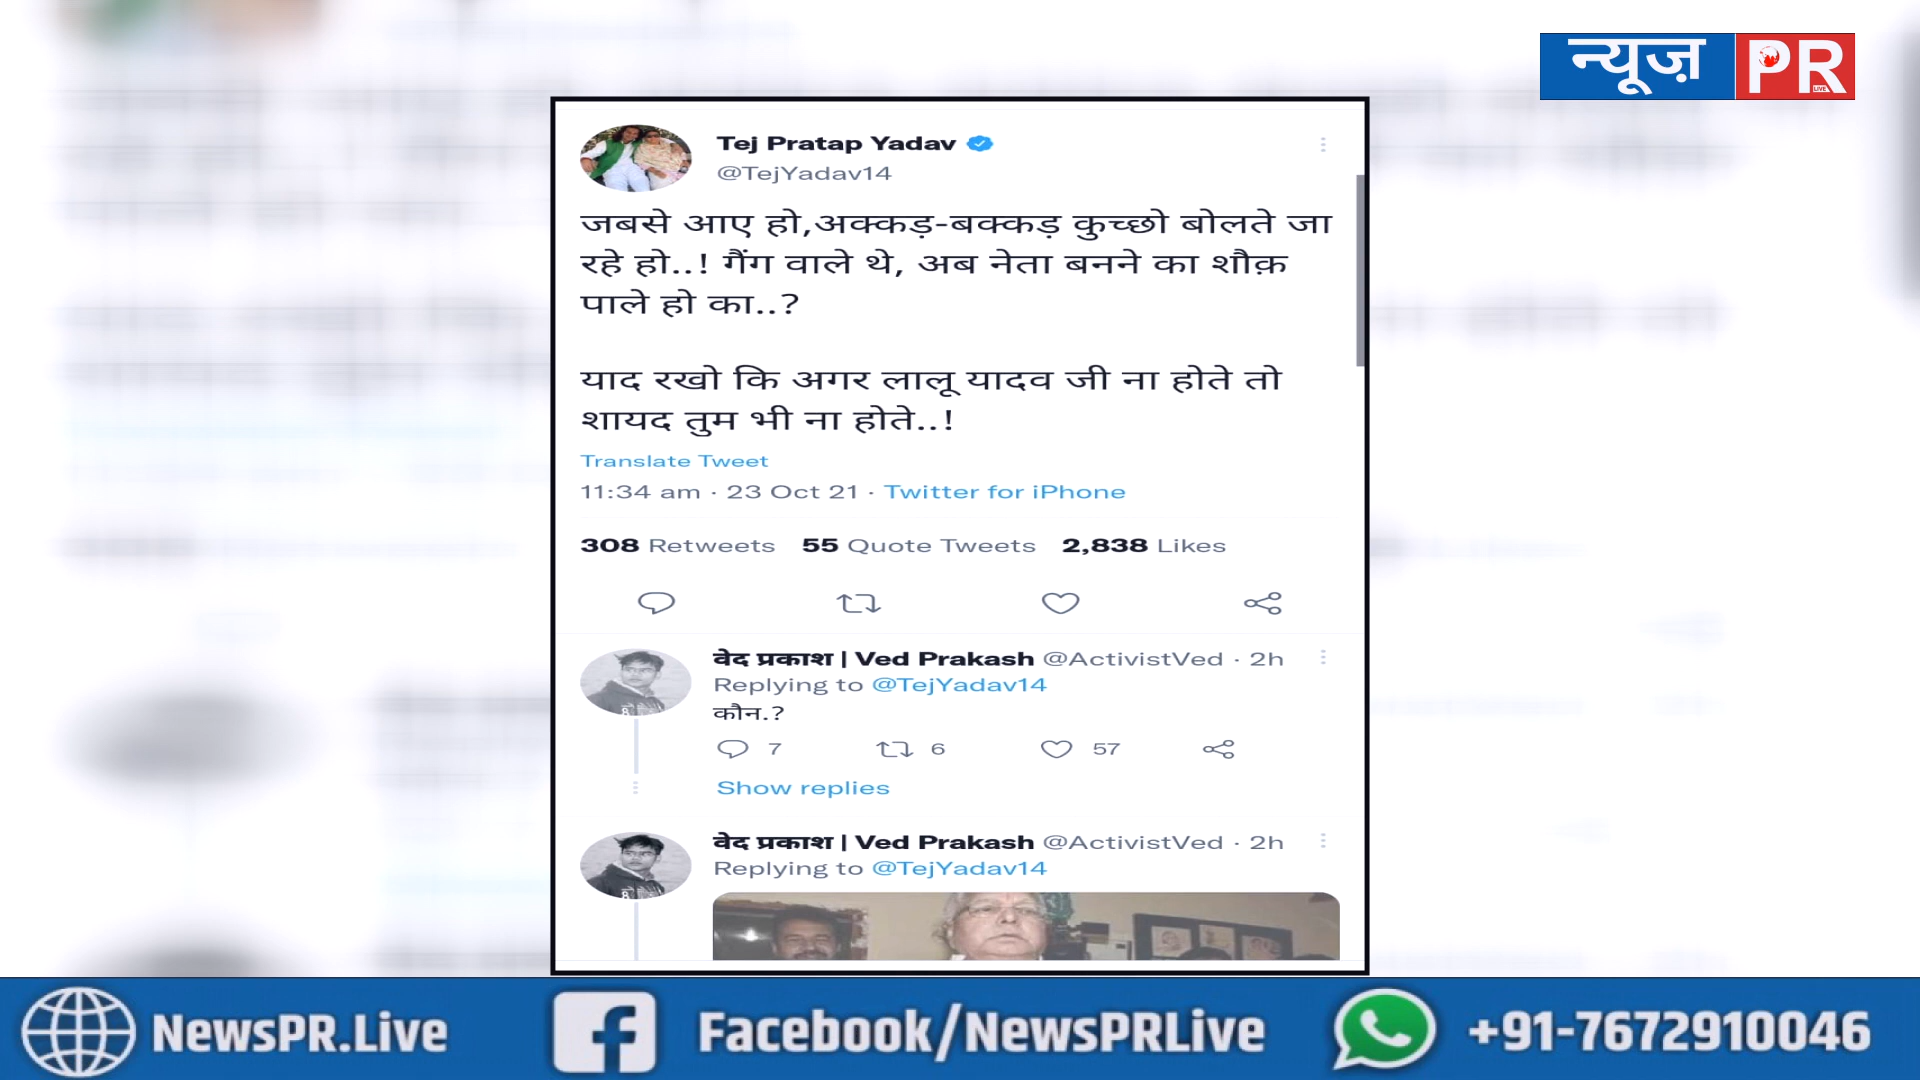 न्यूज़ PR
LIVE
Tej Pratap Yadav
@TejYadav14
जबसे आए हो,अक्कड़-बक्कड़ कुच्छो बोलते जा
रहे हो..! गैंग वाले थे, अब नेता बनने का शौक़
पाले हो का..?
याद रखो कि अगर लालू यादव जी ना होते तो
शायद तुम भी ना होते..!
Translate Tweet
11:34 am · 23 Oct 21 · Twitter for iPhone
308 Retweets 55 Quote Tweets 2,838 Likes
वेद प्रकाश | Ved Prakash @ActivistVed · 2h
Replying to @TejYadav14
कौन.?
7 6 57
Show replies
वेद प्रकाश | Ved Prakash @ActivistVed · 2h
Replying to @TejYadav14
NewsPR.Live Facebook/NewsPRLive +91-7672910046